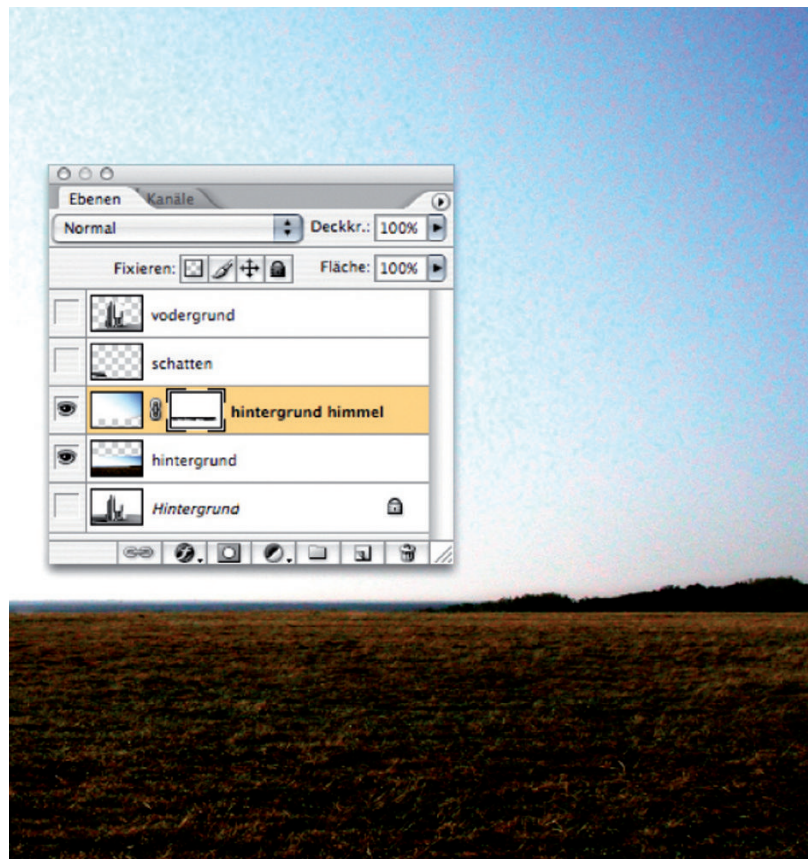 Ebenen Kanäle
Normal Deckkr.: 100%
Fixieren: Fläche: 100%
vodergrund
schatten
hintergrund himmel
hintergrund
Hintergrund